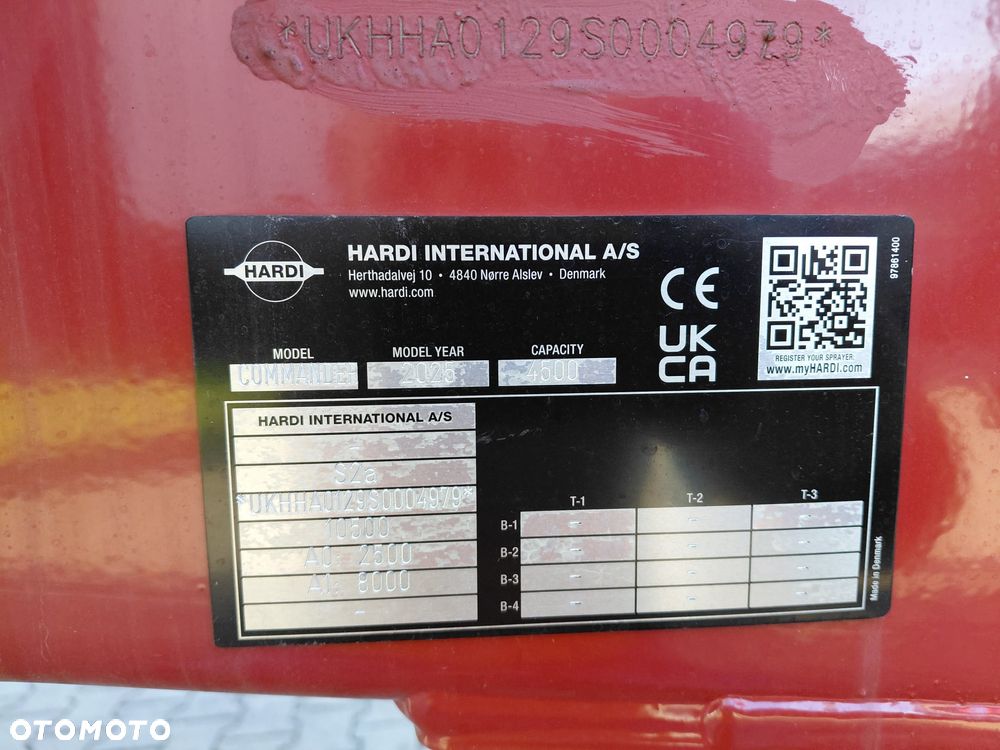 *UKHHA0129S0004979*
HARDI
HARDI INTERNATIONAL A/S
Herthadalvej 10 • 4840 Nørre Alslev • Denmark
www.hardi.com
CE
UK
CA
97861400
REGISTER YOUR SPRAYER:
www.myHARDI.com
MODEL MODEL YEAR CAPACITY
COMMANDER 2025 4500
HARDI INTERNATIONAL A/S
-
S2a
*UKHHA0129S0004979*
10500
A0: 2500
A1: 8000
-
T-1 T-2 T-3
B-1 - - -
B-2 - - -
B-3 - - -
B-4 - - -
Made in Denmark
OTOMOTO